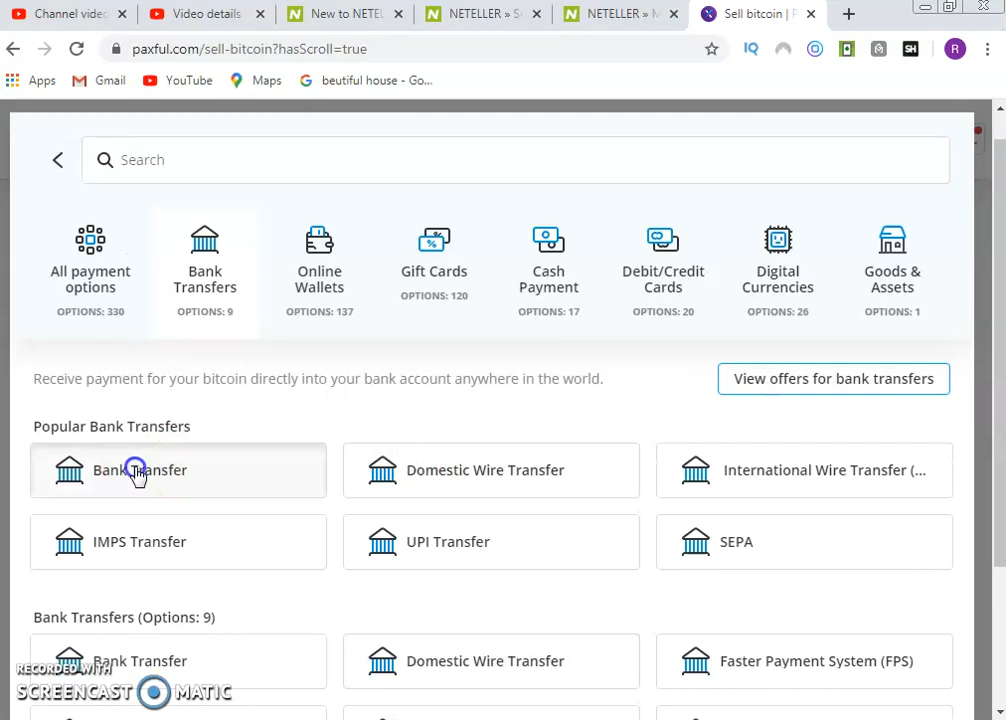 Channel video
Video details
New to NETEL
NETELLER » S
NETELLER » M
Sell bitcoin | P
paxful.com/sell-bitcoin?hasScroll=true
IQ
SH
R
Apps
Gmail
YouTube
Maps
beutiful house - Go...
Search
All payment options
OPTIONS: 330
Bank Transfers
OPTIONS: 9
Online Wallets
OPTIONS: 137
Gift Cards
OPTIONS: 120
Cash Payment
OPTIONS: 17
Debit/Credit Cards
OPTIONS: 20
Digital Currencies
OPTIONS: 26
Goods & Assets
OPTIONS: 1
Receive payment for your bitcoin directly into your bank account anywhere in the world.
View offers for bank transfers
Popular Bank Transfers
Bank Transfer
Domestic Wire Transfer
International Wire Transfer (...
IMPS Transfer
UPI Transfer
SEPA
Bank Transfers (Options: 9)
Bank Transfer
Domestic Wire Transfer
Faster Payment System (FPS)
RECORDED WITH
SCREENCAST MATIC